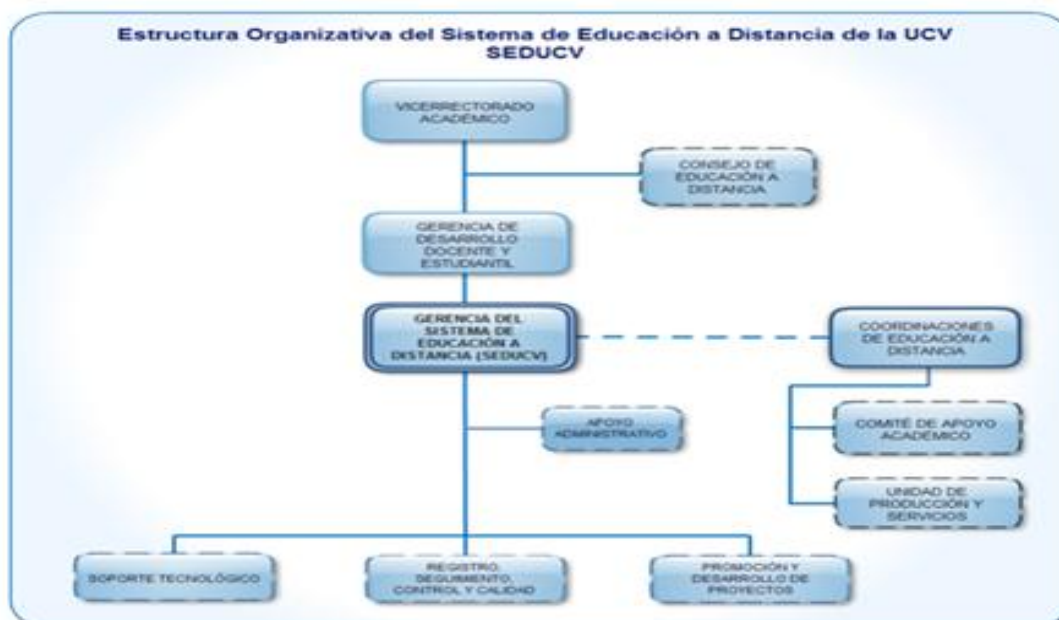 Estructura Organizativa del Sistema de Educación a Distancia de la UCV
SEDUCV
VICERRECTORADO
ACADÉMICO
CONSEJO DE
EDUCACIÓN A
DISTANCIA
GERENCIA DE
DESARROLLO
DOCENTE Y
ESTUDIANTIL
GERENCIA DEL
SISTEMA DE
EDUCACIÓN A
DISTANCIA (SEDUCV)
COORDINACIONES
DE EDUCACIÓN A
DISTANCIA
APOYO
ADMINISTRATIVO
COMITÉ DE APOYO
ACADÉMICO
UNIDAD DE
PRODUCCIÓN Y
SERVICIOS
SOPORTE TECNOLÓGICO
REGISTRO,
SEGUIMIENTO,
CONTROL Y CALIDAD
PROMOCIÓN Y
DESARROLLO DE
PROYECTOS